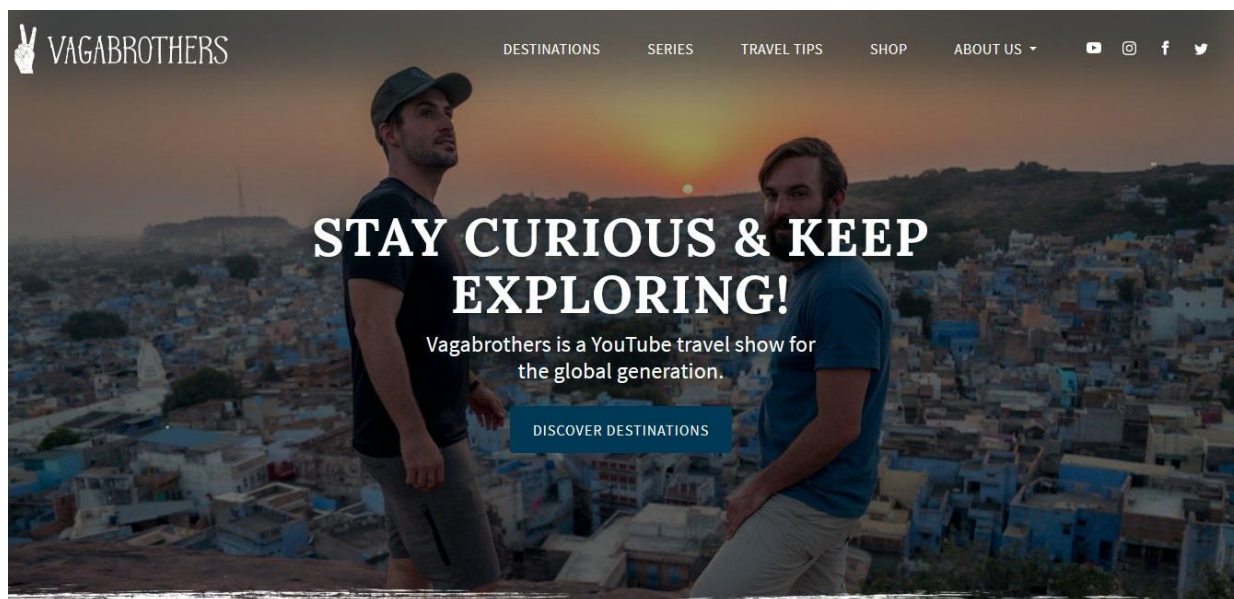 VAGABROTHERS
DESTINATIONS
SERIES
TRAVEL TIPS
SHOP
ABOUT US
STAY CURIOUS & KEEP
EXPLORING!
Vagabrothers is a YouTube travel show for
the global generation.
DISCOVER DESTINATIONS